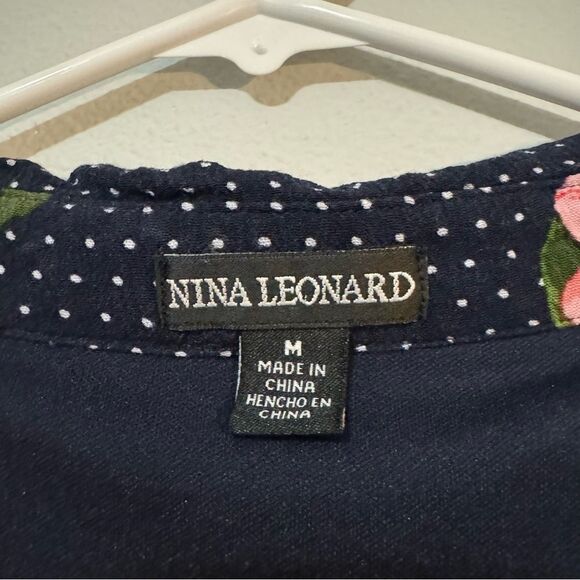 NINA LEONARD
M
MADE IN
CHINA
HENCHO EN
CHINA